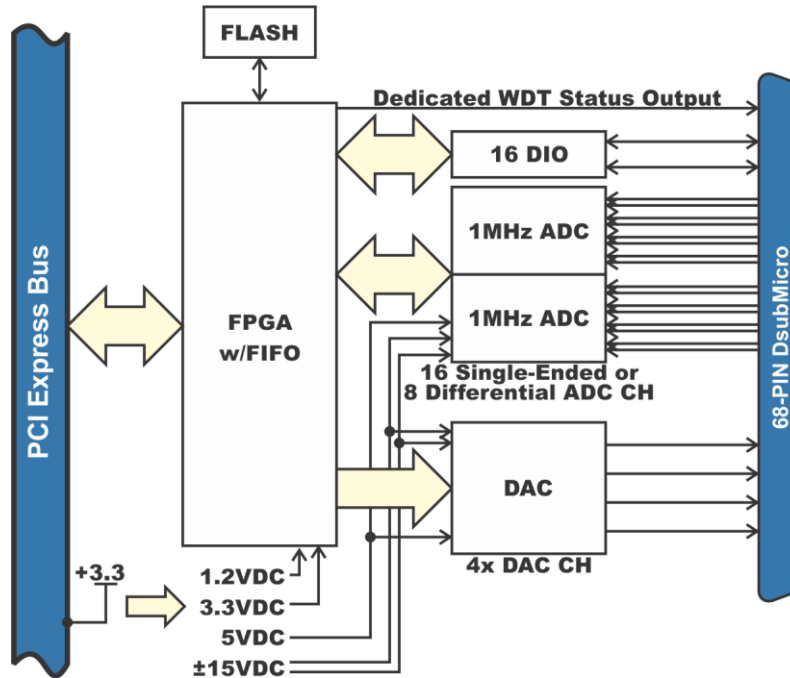 FLASH
Dedicated WDT Status Output
16 DIO
1MHz ADC
1MHz ADC
16 Single-Ended or
8 Differential ADC CH
PCI Express Bus
FPGA
w/FIFO
68-PIN DsubMicro
DAC
4x DAC CH
+3.3
1.2VDC
3.3VDC
5VDC
±15VDC